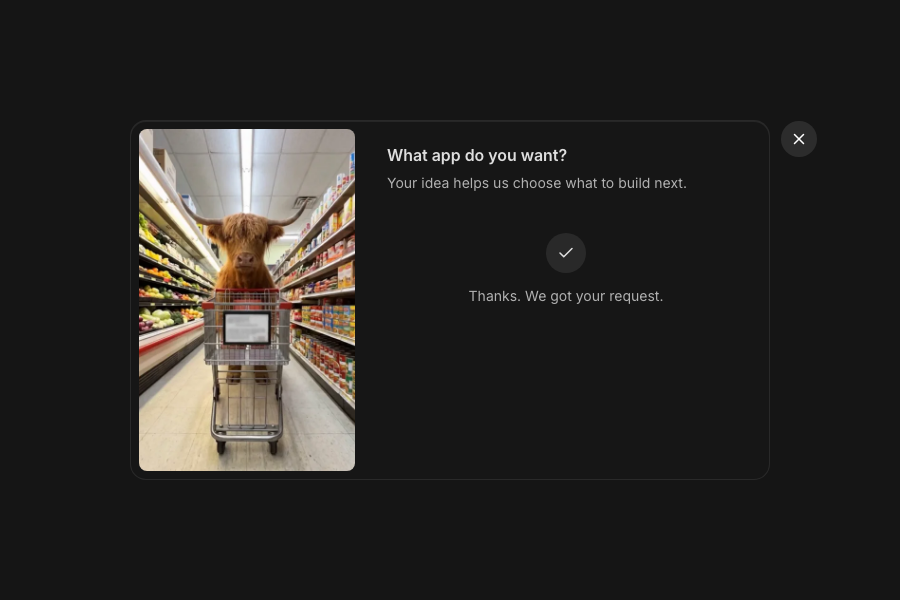 What app do you want?
Your idea helps us choose what to build next.
Thanks. We got your request.